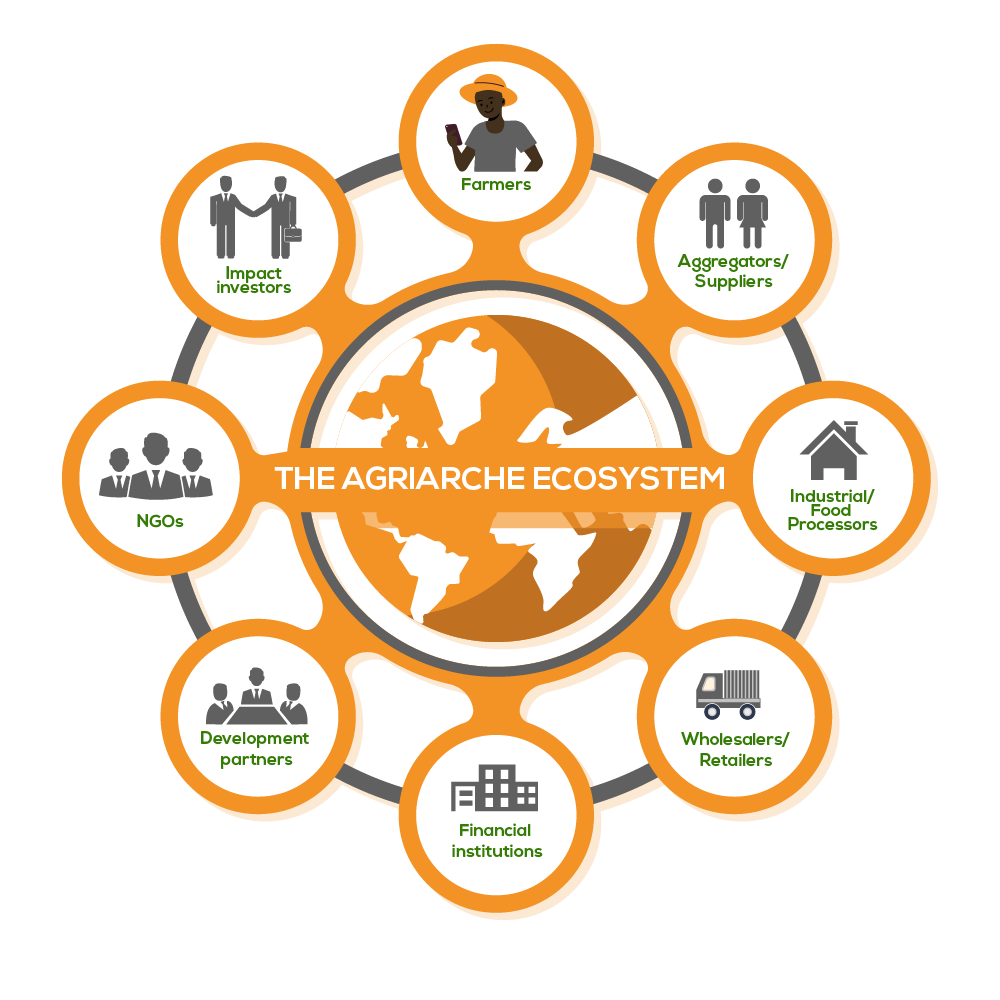 Farmers
Aggregators/
Suppliers
Impact
investors
THE AGRIARCHE ECOSYSTEM
Industrial/
Food
Processors
NGOs
Wholesalers/
Retailers
Development
partners
Financial
institutions